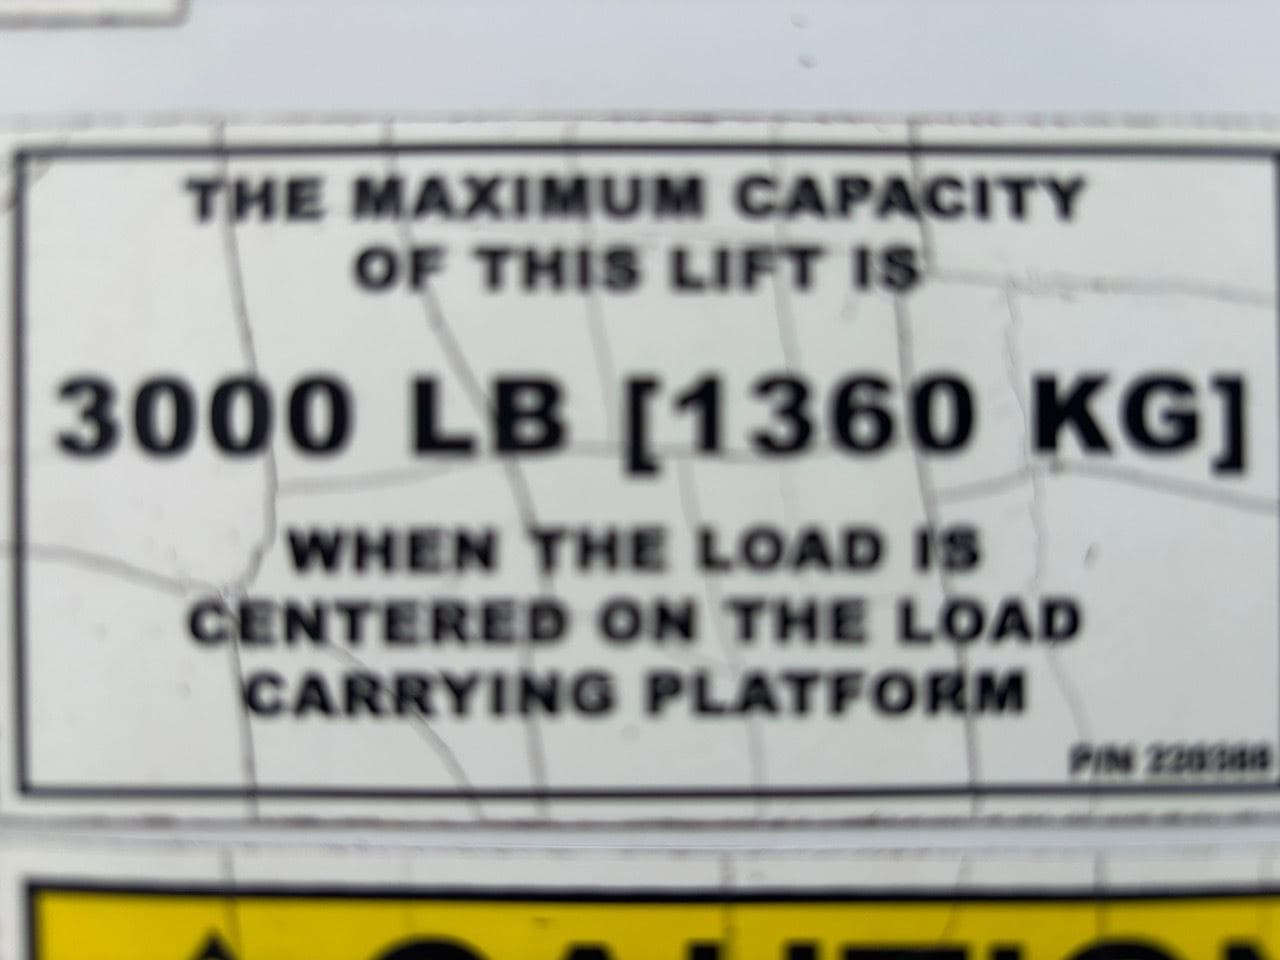 THE MAXIMUM CAPACITY
OF THIS LIFT IS
3000 LB [1360 KG]
WHEN THE LOAD IS
CENTERED ON THE LOAD
CARRYING PLATFORM
P/N
CAUTION